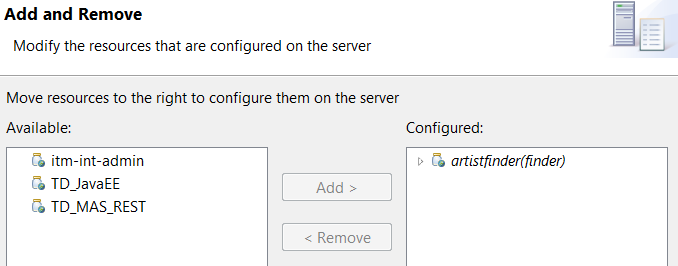 Add and Remove
Modify the resources that are configured on the server
Move resources to the right to configure them on the server
Available:
Configured:
itm-int-admin
TD_JavaEE
TD_MAS_REST
Add >
< Remove
artistfinder(finder)